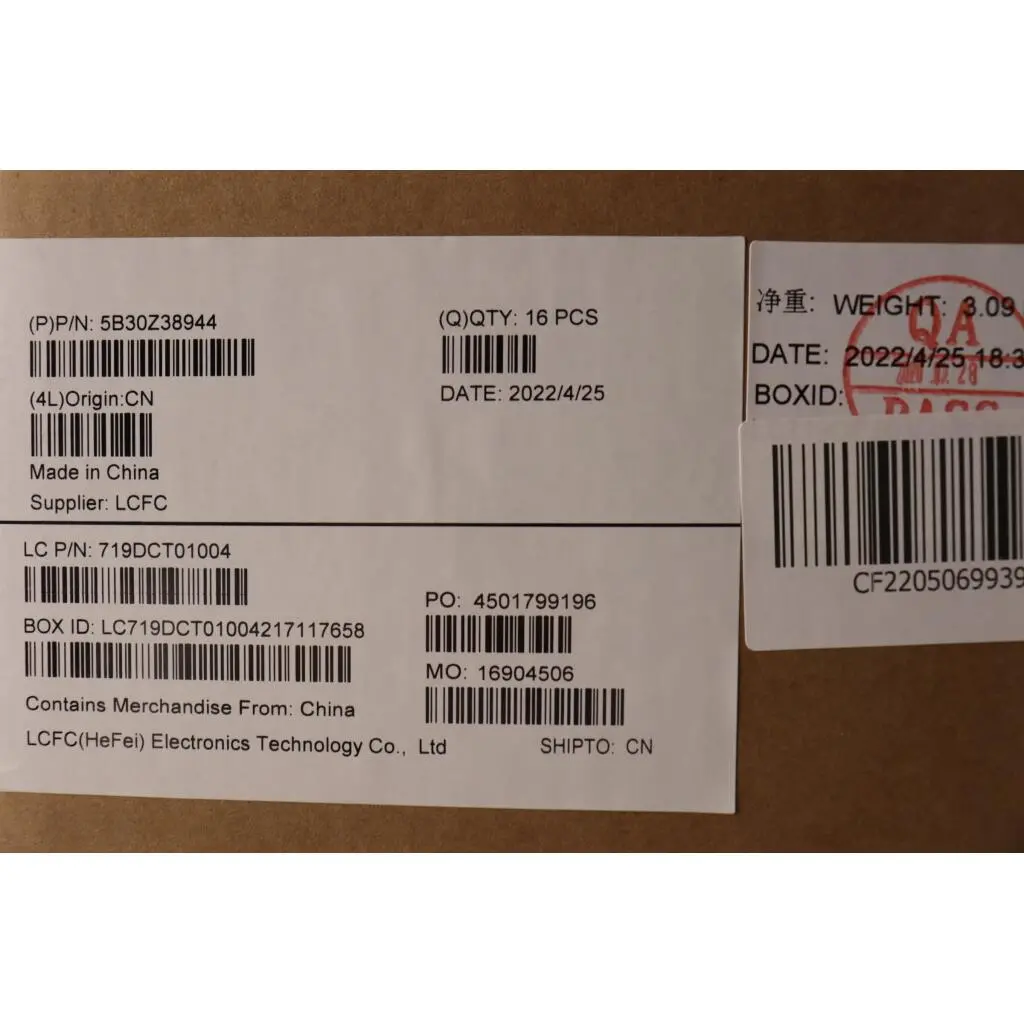 (P)P/N: 5B30Z38944
(Q)QTY: 16 PCS
(4L)Origin:CN
DATE: 2022/4/25
Made in China
Supplier: LCFC
LC P/N: 719DCT01004
PO: 4501799196
BOX ID: LC719DCT01004217117658
MO: 16904506
Contains Merchandise From: China
LCFC(HeFei) Electronics Technology Co., Ltd
SHIPTO: CN
净重: WEIGHT: 3.09
DATE: 2022/4/25 18:3
BOXID:
QA
PASS
CF2205069939